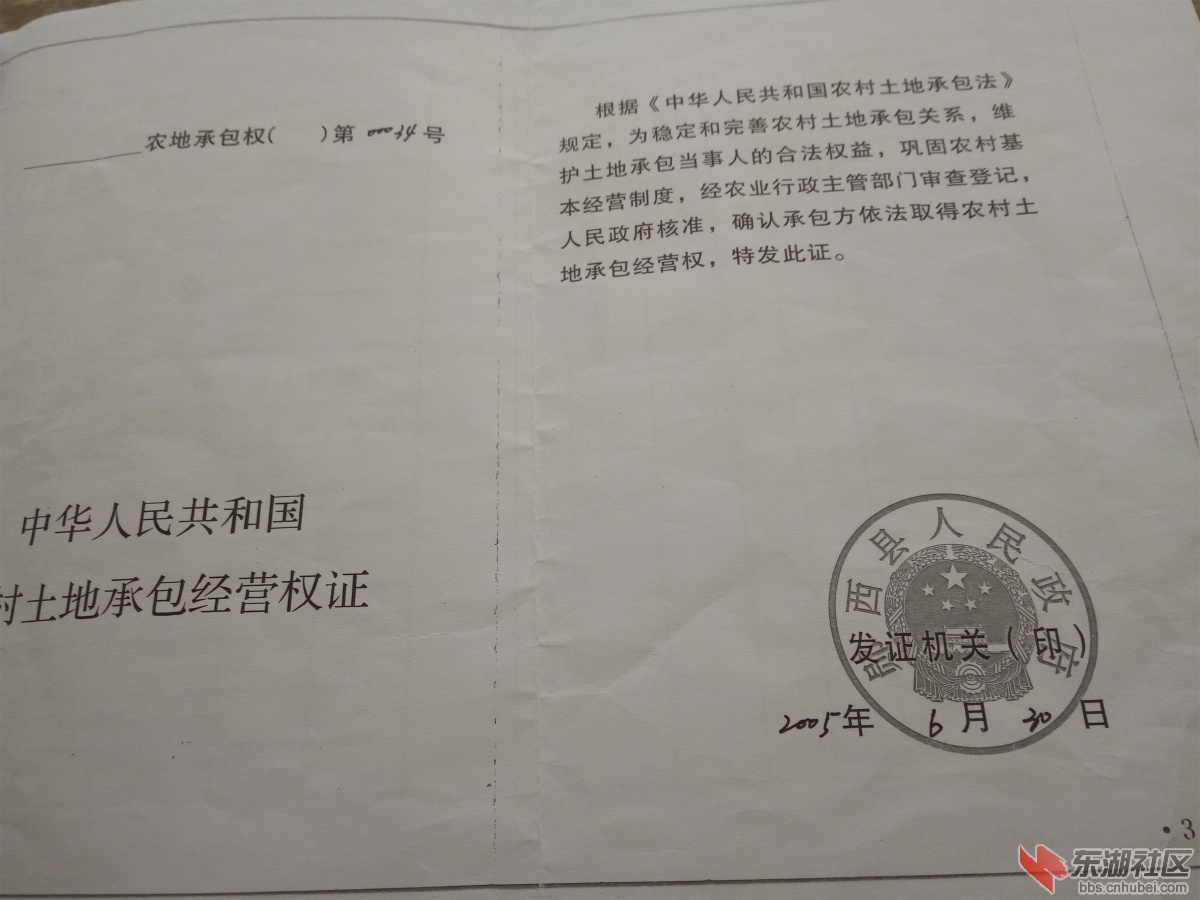 农地承包权( )第 000034 号
中华人民共和国
村土地承包经营权证
根据《中华人民共和国农村土地承包法》
规定，为稳定和完善农村土地承包关系，维
护土地承包当事人的合法权益，巩固农村基
本经营制度，经农业行政主管部门审查登记，
人民政府核准，确认承包方依法取得农村土
地承包经营权，特发此证。
郧西县人民政府
发证机关（印）
2005年 6月 30日
·3
东湖社区
bbs.cnhubei.com